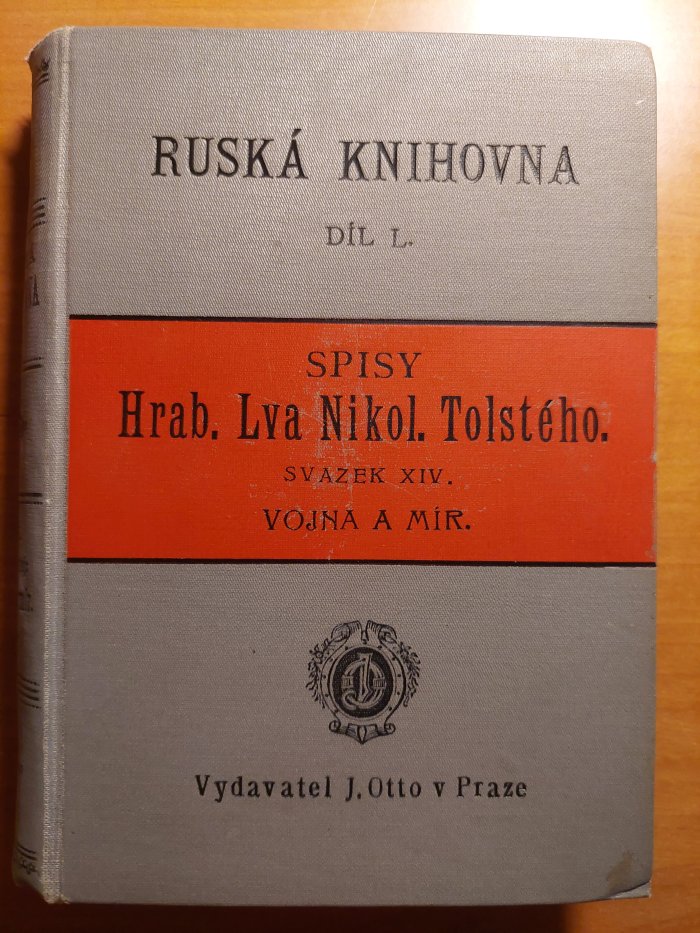 RUSKÁ KNIHOVNA
DÍL L.
SPISY
Hrab. Lva Nikol. Tolstého.
SVAZEK XIV.
VOJNA A MÍR.
Vydavatel J. Otto v Praze